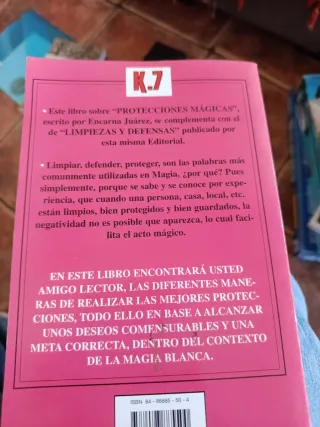 K.7
• Este libro sobre "PROTECCIONES MÁGICAS",
escrito por Encarna Juárez, se complementa con el
de "LIMPIEZAS Y DEFENSAS" publicado por
esta misma Editorial.
• Limpiar, defender, proteger, son las palabras más
comunmente utilizadas en Magia, ¿por qué? Pues
simplemente, porque se sabe y se conoce por expe-
riencia, que cuando una persona, casa, local, etc.
están limpios, bien protegidos y bien guardados, la
negatividad no es posible que aparezca, lo cual faci-
lita el acto mágico.
EN ESTE LIBRO ENCONTRARÁ USTED
AMIGO LECTOR, LAS DIFERENTES MANE-
RAS DE REALIZAR LAS MEJORES PROTEC-
CIONES, TODO ELLO EN BASE A ALCANZAR
UNOS DESEOS COMENSURABLES Y UNA
META CORRECTA, DENTRO DEL CONTEXTO
DE LA MAGIA BLANCA.